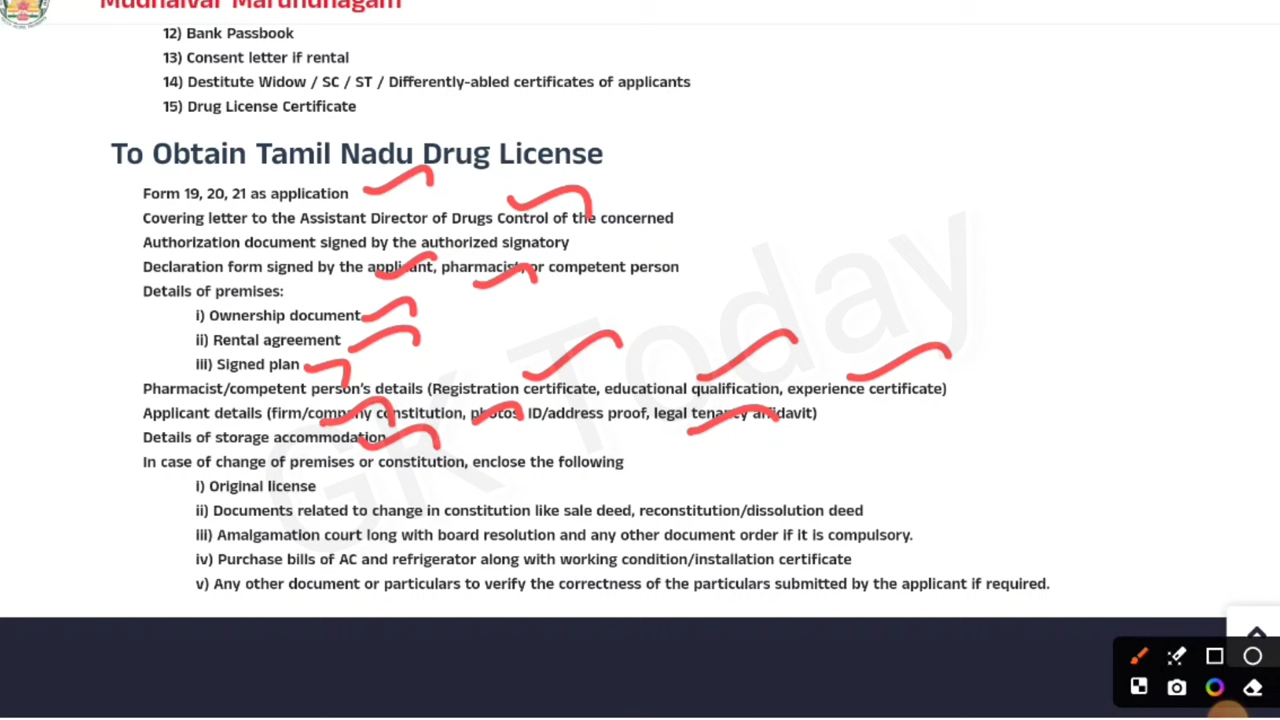 Mudhalvar Marundhagam
12) Bank Passbook
13) Consent letter if rental
14) Destitute Widow / SC / ST / Differently-abled certificates of applicants
15) Drug License Certificate
To Obtain Tamil Nadu Drug License
Form 19, 20, 21 as application
Covering letter to the Assistant Director of Drugs Control of the concerned
Authorization document signed by the authorized signatory
Declaration form signed by the applicant, pharmacist, or competent person
Details of premises:
i) Ownership document
ii) Rental agreement
iii) Signed plan
Pharmacist/competent person's details (Registration certificate, educational qualification, experience certificate)
Applicant details (firm/company constitution, photos, ID/address proof, legal tenancy affidavit)
Details of storage accommodation
In case of change of premises or constitution, enclose the following
i) Original license
ii) Documents related to change in constitution like sale deed, reconstitution/dissolution deed
iii) Amalgamation court long with board resolution and any other document order if it is compulsory.
iv) Purchase bills of AC and refrigerator along with working condition/installation certificate
v) Any other document or particulars to verify the correctness of the particulars submitted by the applicant if required.
GK Today